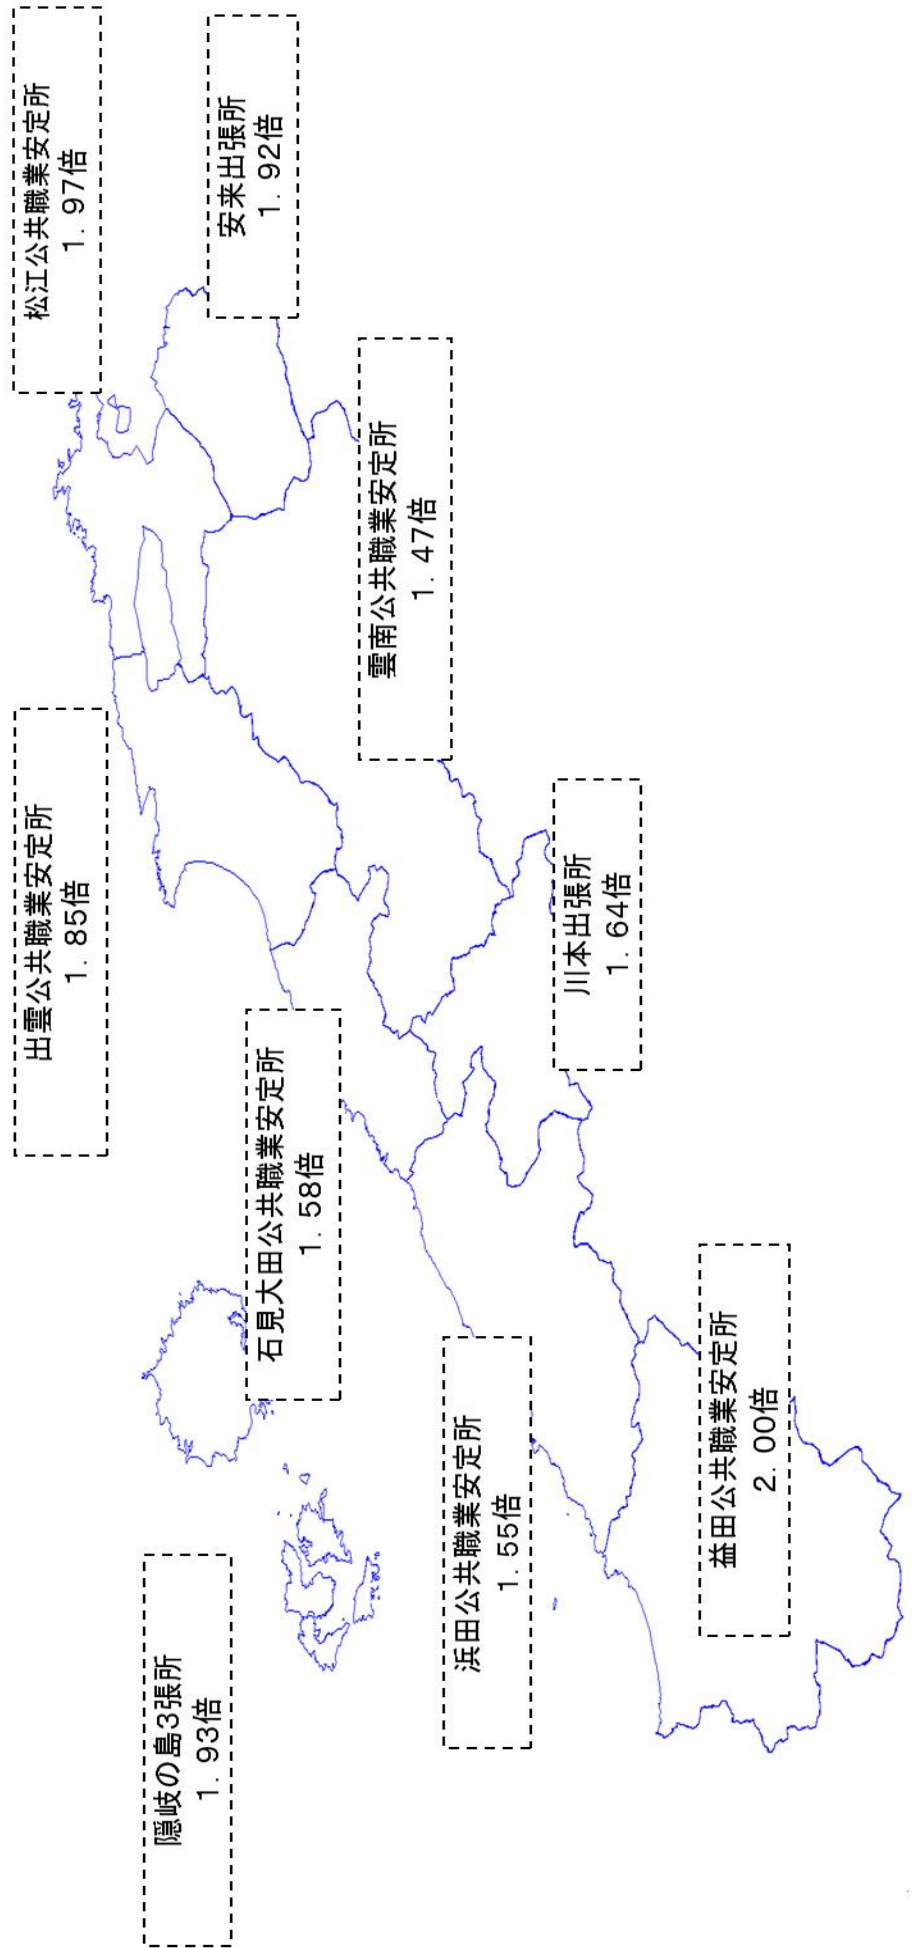 松江公共職業安定所
1. 97倍
安来出張所
1. 92倍
出雲公共職業安定所
1. 85倍
雲南公共職業安定所
1. 47倍
石見大田公共職業安定所
1. 58倍
川本出張所
1. 64倍
隠岐の島3張所
1. 93倍
浜田公共職業安定所
1. 55倍
益田公共職業安定所
2. 00倍